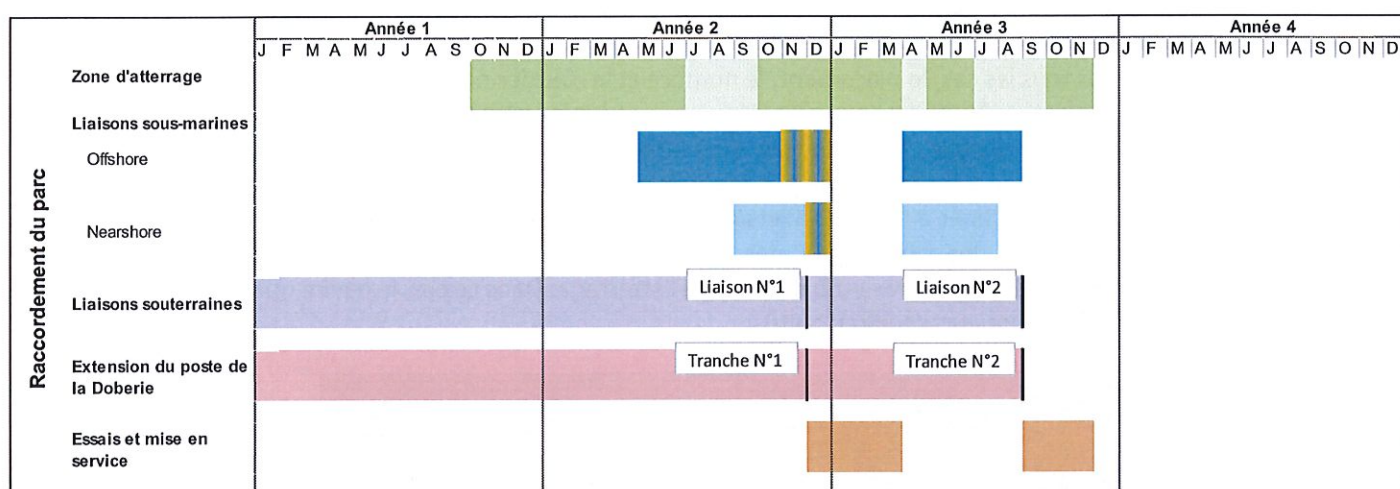 Année 1 Année 2 Année 3 Année 4
J F M A M J J A S O N D J F M A M J J A S O N D J F M A M J J A S O N D J F M A M J J A S O N D
Raccordement du parc
Zone d'atterrage
Liaisons sous-marines
Offshore
Nearshore
Liaisons souterraines
Liaison N°1 Liaison N°2
Extension du poste de
la Doberie
Tranche N°1 Tranche N°2
Essais et mise en
service